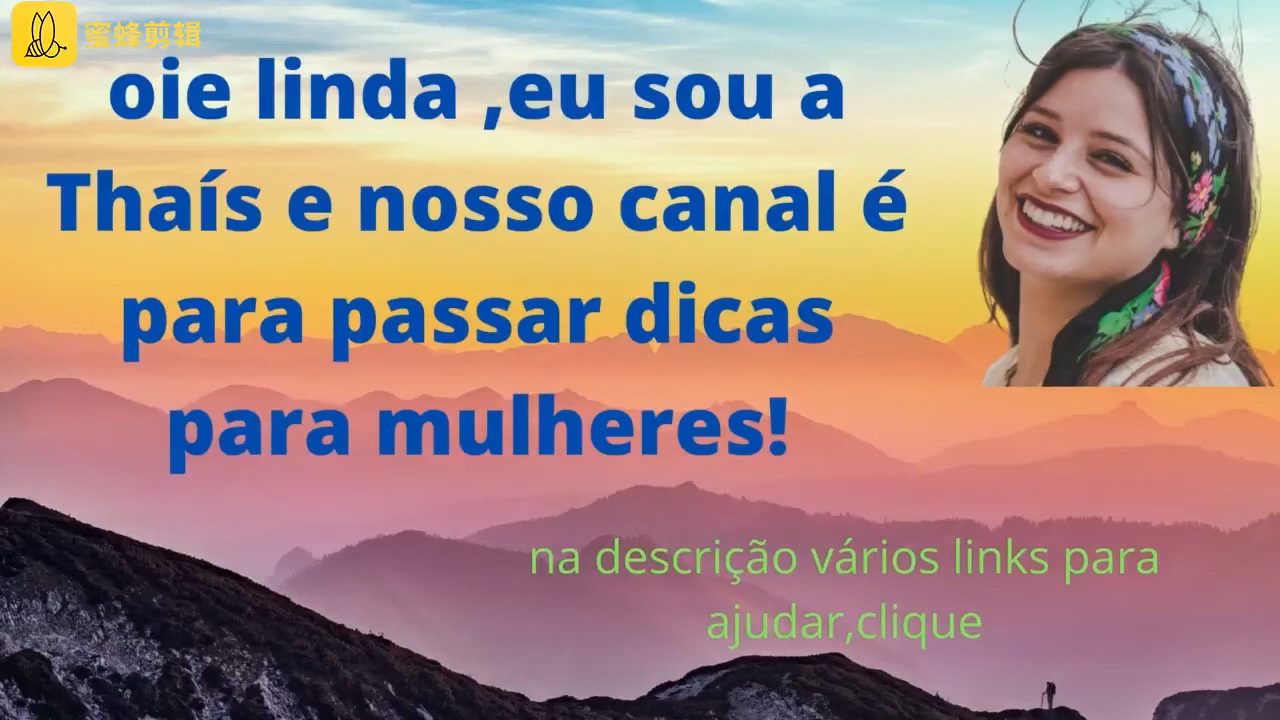 蜜蜂剪辑
oie linda ,eu sou a
Thaís e nosso canal é
para passar dicas
para mulheres!
na descrição vários links para
ajudar,clique